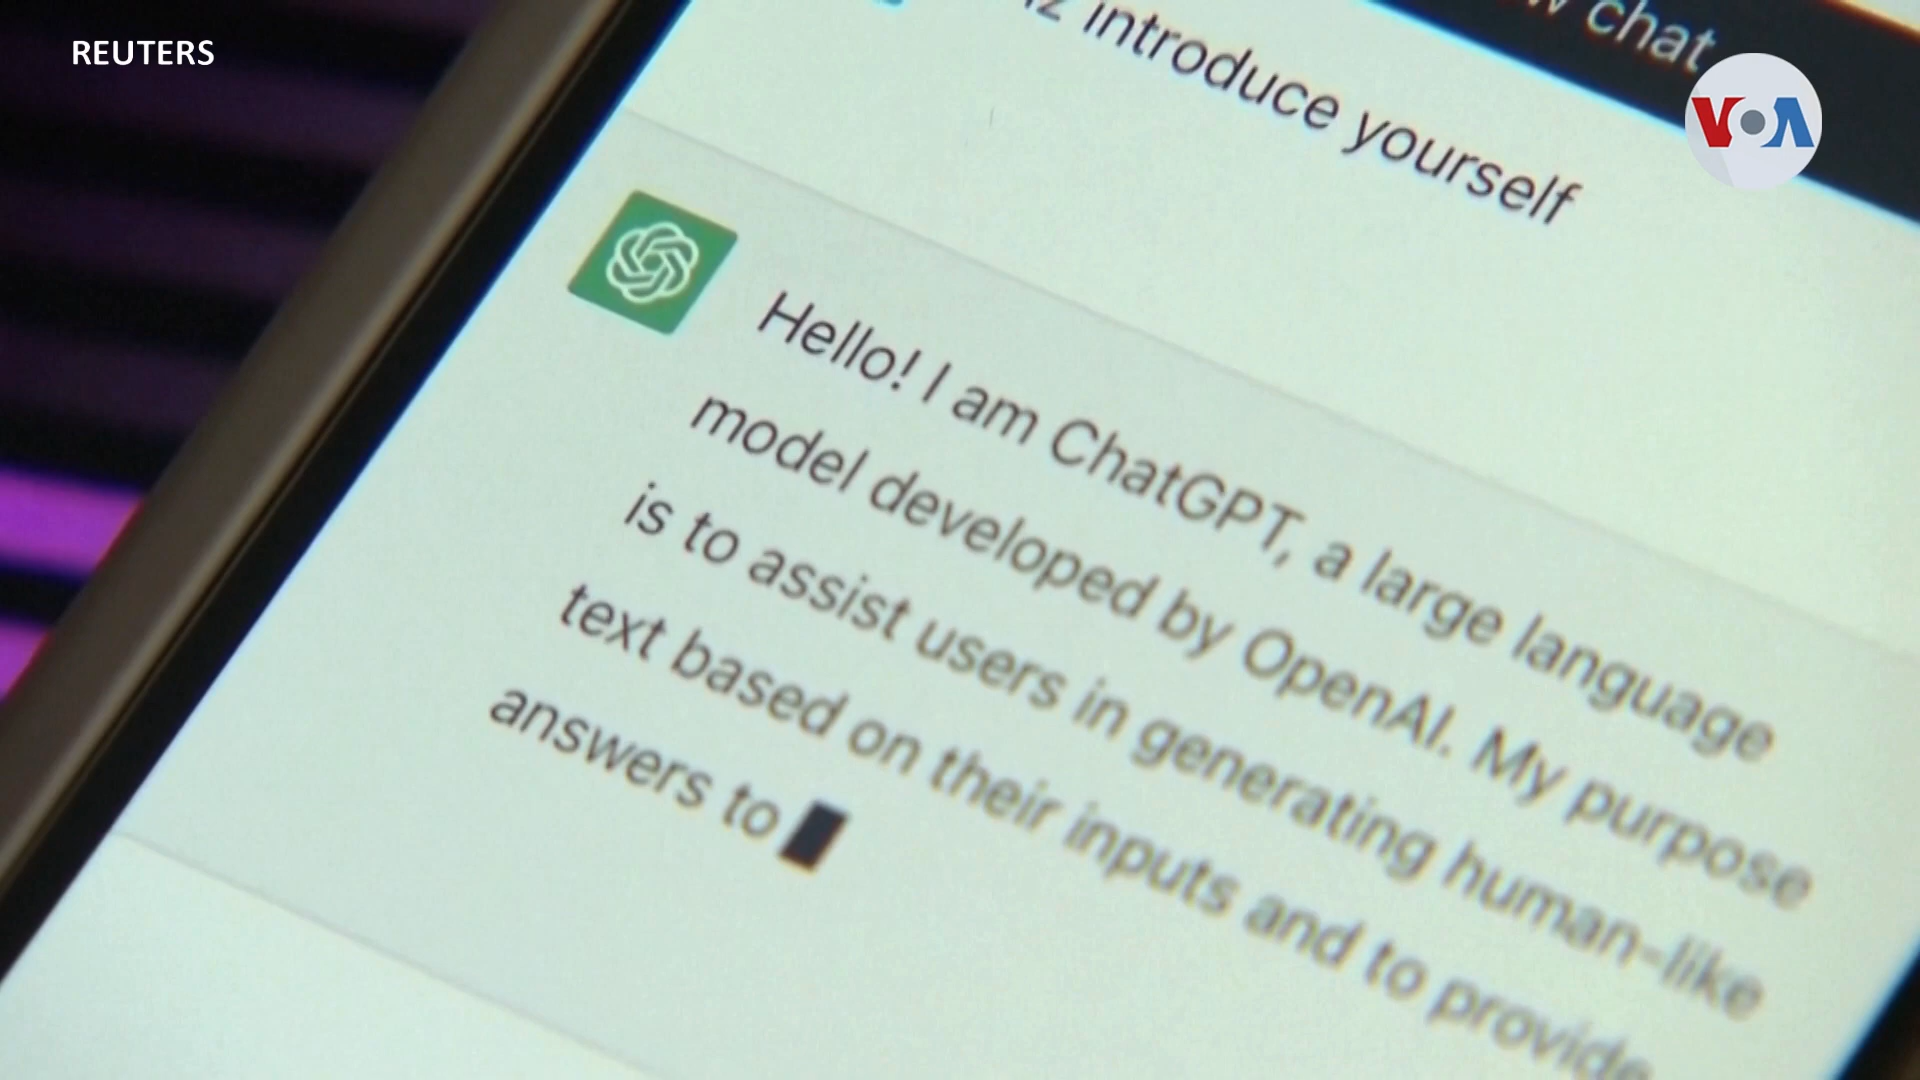 REUTERS
chat
VOA
introduce yourself
Hello! I am ChatGPT, a large language
model developed by OpenAI. My purpose
is to assist users in generating human-like
text based on their inputs and to provide
answers to